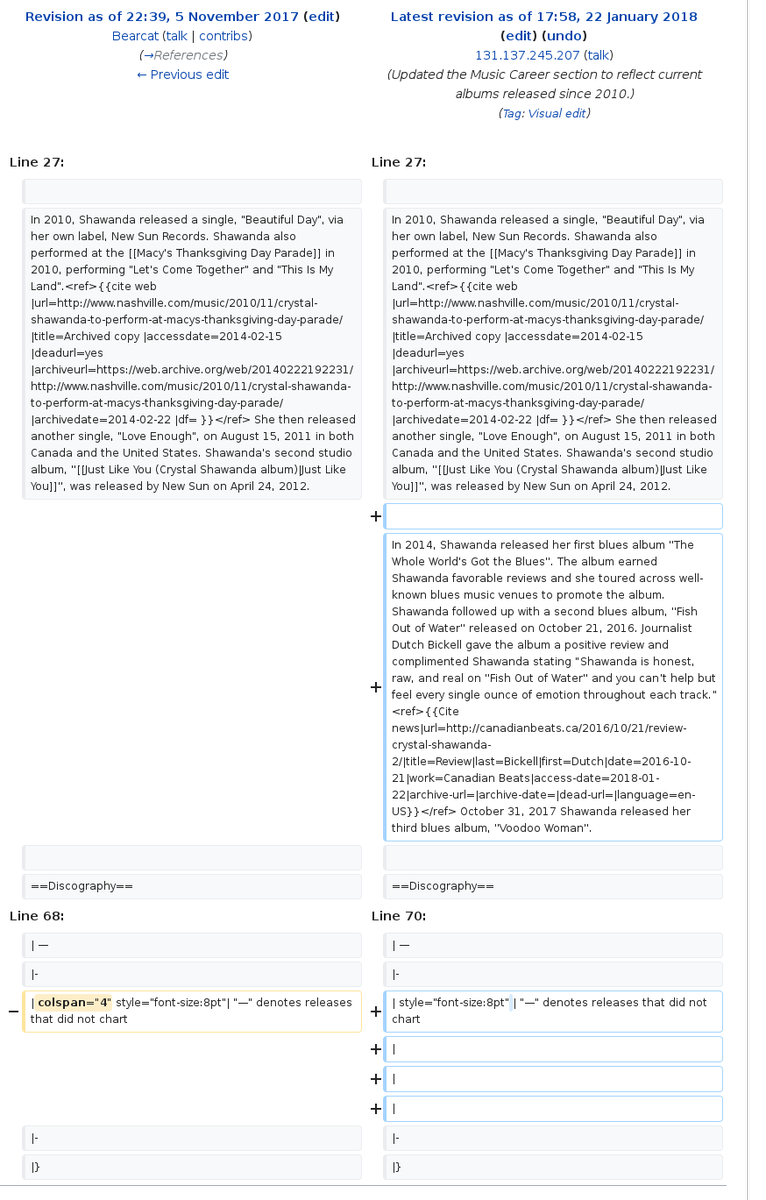 Revision as of 22:39, 5 November 2017 (edit)
Bearcat (talk | contribs)
(→References)
← Previous edit
Latest revision as of 17:58, 22 January 2018
(edit) (undo)
131.137.245.207 (talk)
(Updated the Music Career section to reflect current
albums released since 2010.)
(Tag: Visual edit)
Line 27:
Line 27:
In 2010, Shawanda released a single, "Beautiful Day", via
her own label, New Sun Records. Shawanda also
performed at the [[Macy's Thanksgiving Day Parade]] in
2010, performing "Let's Come Together" and "This Is My
Land".<ref>{{cite web
|url=http://www.nashville.com/music/2010/11/crystal-
shawanda-to-perform-at-macys-thanksgiving-day-parade/
|title=Archived copy |accessdate=2014-02-15
|deadurl=yes
|archiveurl=https://web.archive.org/web/20140222192231/
http://www.nashville.com/music/2010/11/crystal-shawanda-
to-perform-at-macys-thanksgiving-day-parade/
|archivedate=2014-02-22 |df= }}</ref> She then released
another single, "Love Enough", on August 15, 2011 in both
Canada and the United States. Shawanda's second studio
album, ''[[Just Like You (Crystal Shawanda album)|Just Like
You]]'', was released by New Sun on April 24, 2012.
In 2010, Shawanda released a single, "Beautiful Day", via
her own label, New Sun Records. Shawanda also
performed at the [[Macy's Thanksgiving Day Parade]] in
2010, performing "Let's Come Together" and "This Is My
Land".<ref>{{cite web
|url=http://www.nashville.com/music/2010/11/crystal-
shawanda-to-perform-at-macys-thanksgiving-day-parade/
|title=Archived copy |accessdate=2014-02-15
|deadurl=yes
|archiveurl=https://web.archive.org/web/20140222192231/
http://www.nashville.com/music/2010/11/crystal-shawanda-
to-perform-at-macys-thanksgiving-day-parade/
|archivedate=2014-02-22 |df= }}</ref> She then released
another single, "Love Enough", on August 15, 2011 in both
Canada and the United States. Shawanda's second studio
album, ''[[Just Like You (Crystal Shawanda album)|Just Like
You]]'', was released by New Sun on April 24, 2012.
+
+
In 2014, Shawanda released her first blues album ''The
Whole World's Got the Blues''. The album earned
Shawanda favorable reviews and she toured across well-
known blues music venues to promote the album.
Shawanda followed up with a second blues album, ''Fish
Out of Water'' released on October 21, 2016. Journalist
Dutch Bickell gave the album a positive review and
complimented Shawanda stating "Shawanda is honest,
raw, and real on ''Fish Out of Water'' and you can't help but
feel every single ounce of emotion throughout each track."
<ref>{{Cite
news|url=http://canadianbeats.ca/2016/10/21/review-
crystal-shawanda-
2/|title=Review|last=Bickell|first=Dutch|date=2016-10-
21|work=Canadian Beats|access-date=2018-01-
22|archive-url=|archive-date=|dead-url=|language=en-
US}}</ref> October 31, 2017 Shawanda released her
third blues album, ''Voodoo Woman''.
==Discography==
==Discography==
Line 68:
Line 70:
| —
| —
|-
|-
− | colspan="4" style="font-size:8pt"| "—" denotes releases
that did not chart
+ | style="font-size:8pt" | "—" denotes releases that did not
chart
+ |
+ |
+ |
|-
|-
|}
|}